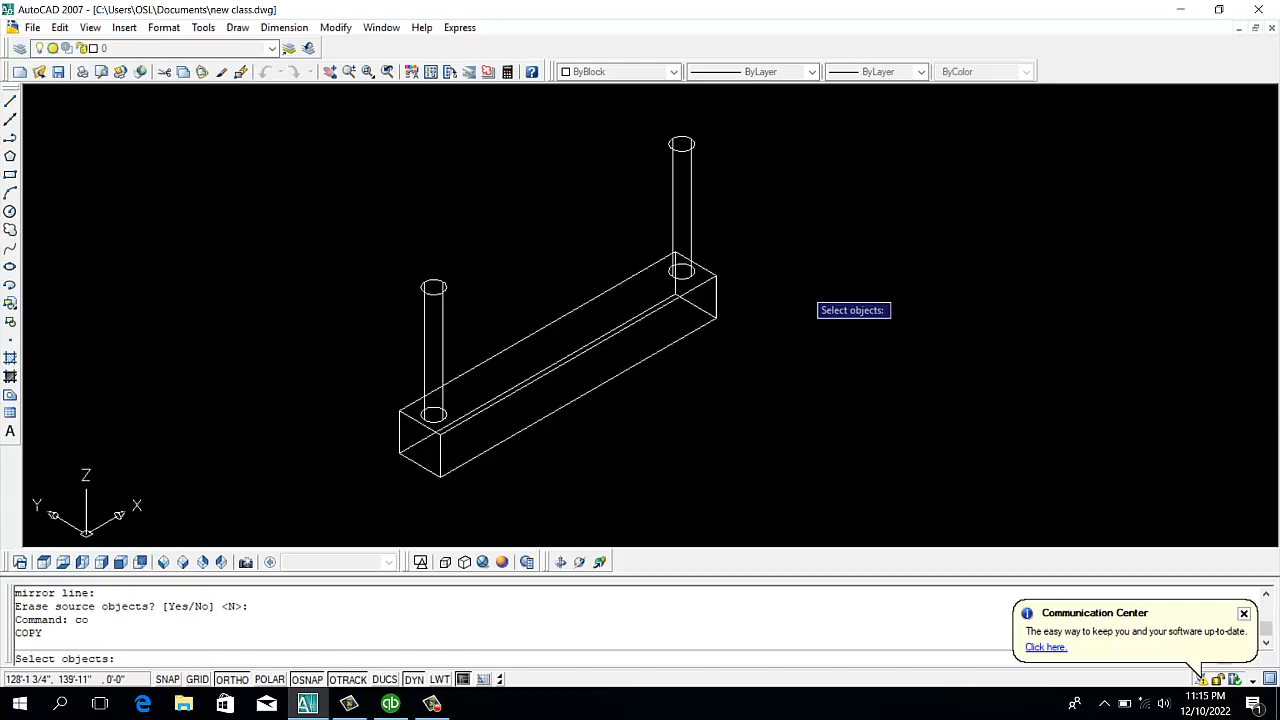 AutoCAD 2007 - [C:\Users\OSL\Documents\new class.dwg]
File Edit View Insert Format Tools Draw Dimension Modify Window Help Express
0
ByBlock ByLayer ByLayer ByColor
Select objects:
A
Z
Y X
mirror line:
Erase source objects? [Yes/No] <N>:
Command: co
COPY
Select objects:
Communication Center
The easy way to keep you and your software up-to-date.
Click here.
128'-1 3/4", 139'-11" , 0'-0" SNAP GRID ORTHO POLAR OSNAP OTRACK DUCS DYN LWT
11:15 PM
12/10/2022